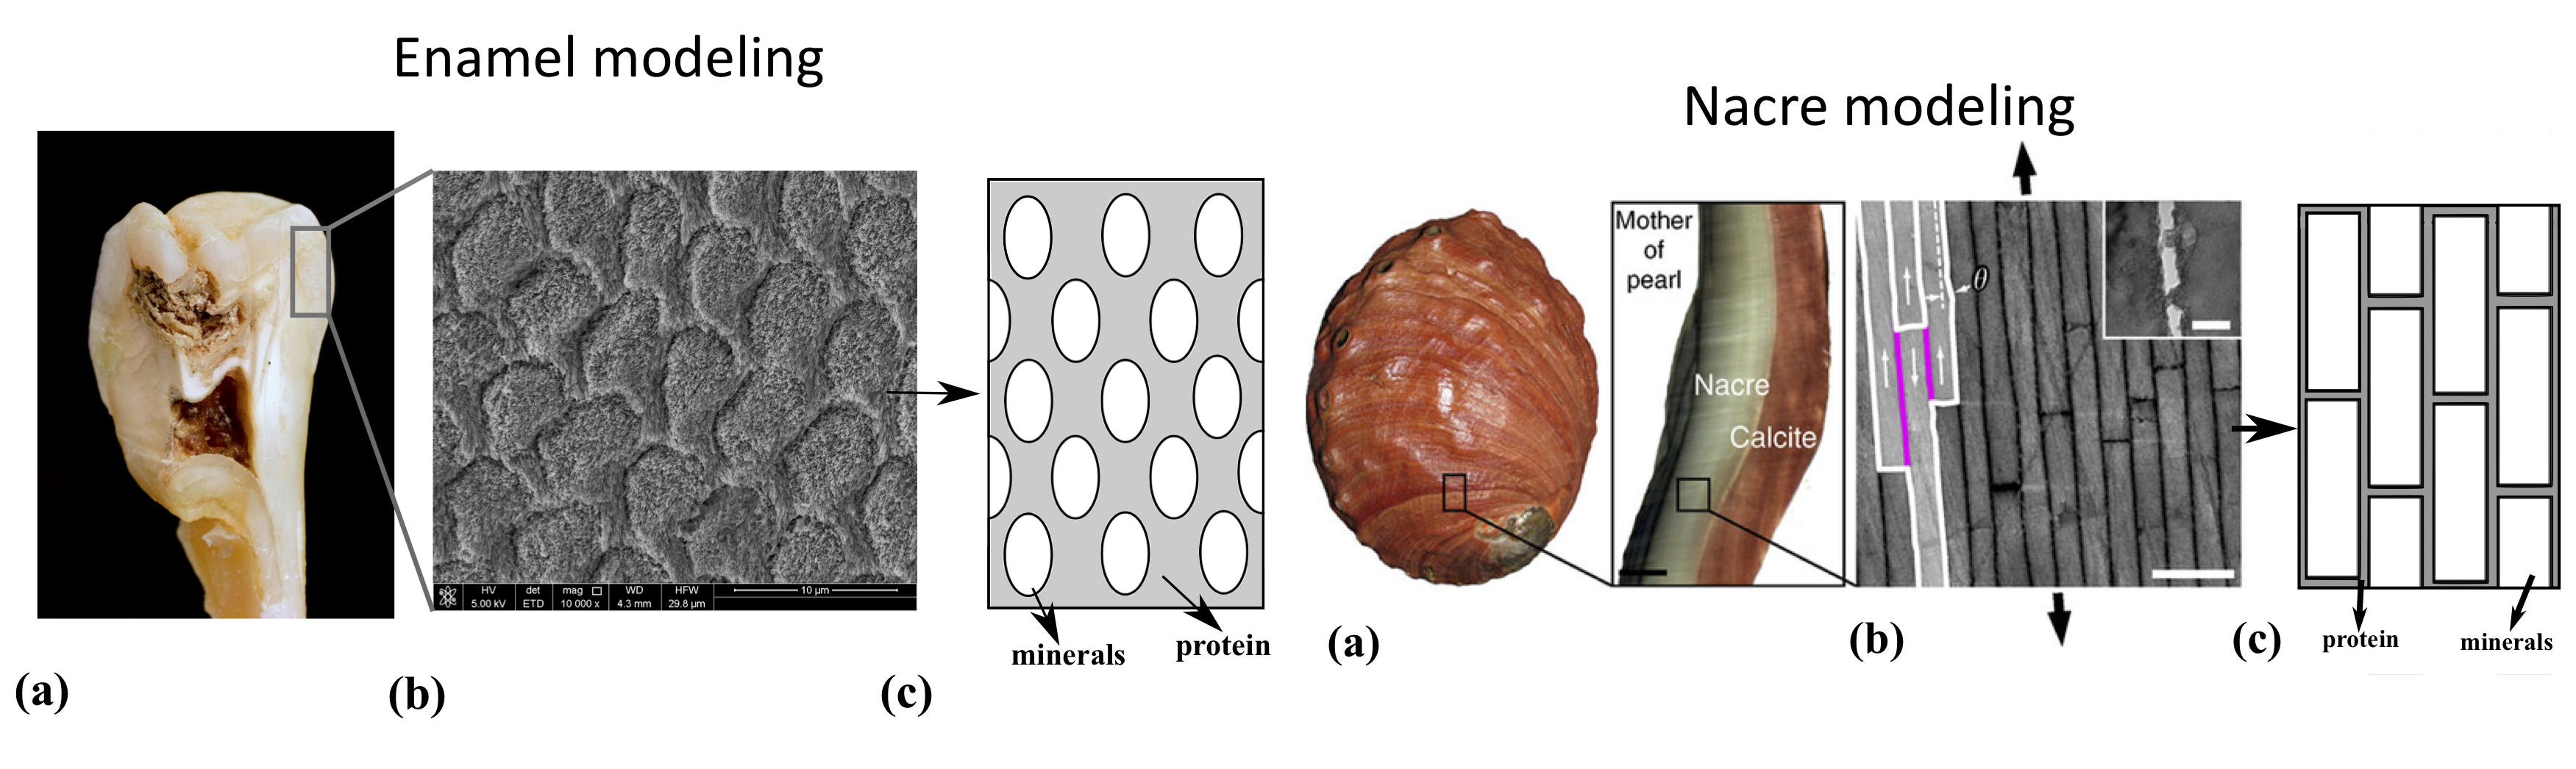 Enamel modeling
HV det mag □ WD HFW
5.00 kV ETD 10 000 x 4.3 mm 29.8 µm
10 µm
minerals
protein
(a)
(b)
(c)
Nacre modeling
Mother
of
pearl
Nacre
Calcite
θ
protein
minerals
(a)
(b)
(c)